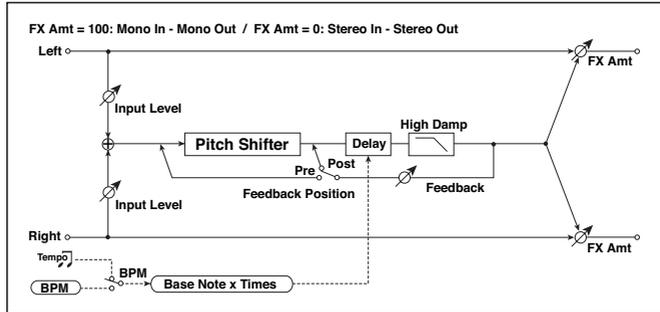 FX Amt = 100: Mono In - Mono Out / FX Amt = 0: Stereo In - Stereo Out
Left
FX Amt
Input Level
High Damp
Pitch Shifter
Delay
Pre
Post
Feedback Position
Feedback
Input Level
Right
FX Amt
Tempo
BPM
BPM
Base Note x Times